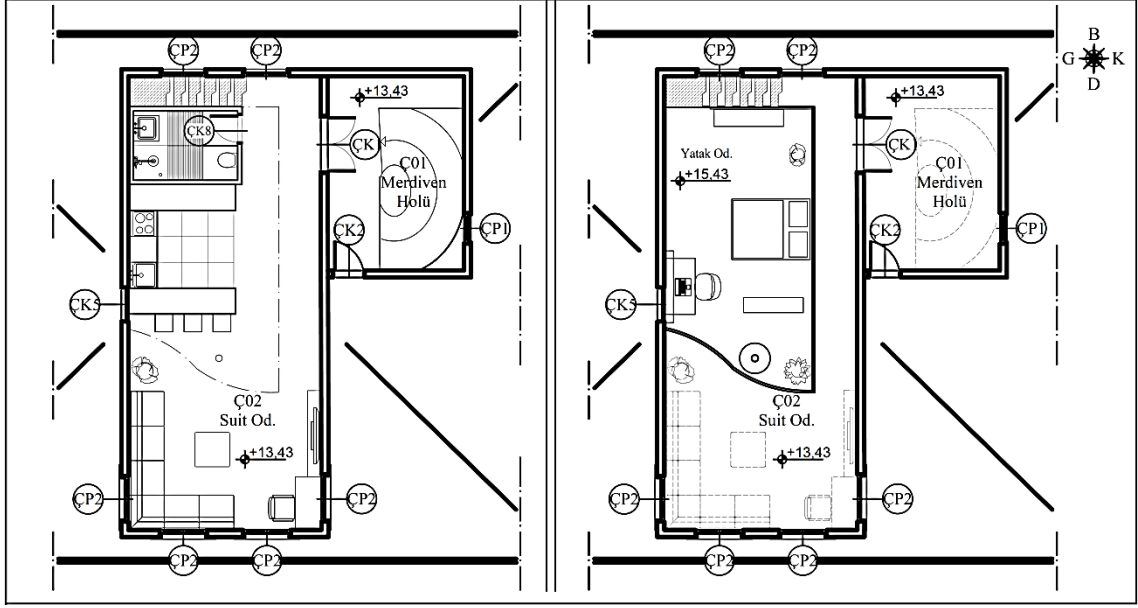 ÇP2
ÇP2
+13,43
ÇK8
ÇK
Ç01
Merdiven
Holü
ÇK2
ÇP1
ÇK5
Ç02
Suit Od.
+13,43
ÇP2
ÇP2
ÇP2
ÇP2
ÇP2
ÇP2
+13,43
Yatak Od.
+15,43
ÇK
Ç01
Merdiven
Holü
ÇK2
ÇP1
ÇK5
Ç02
Suit Od.
+13,43
ÇP2
ÇP2
ÇP2
ÇP2
B
G K
D